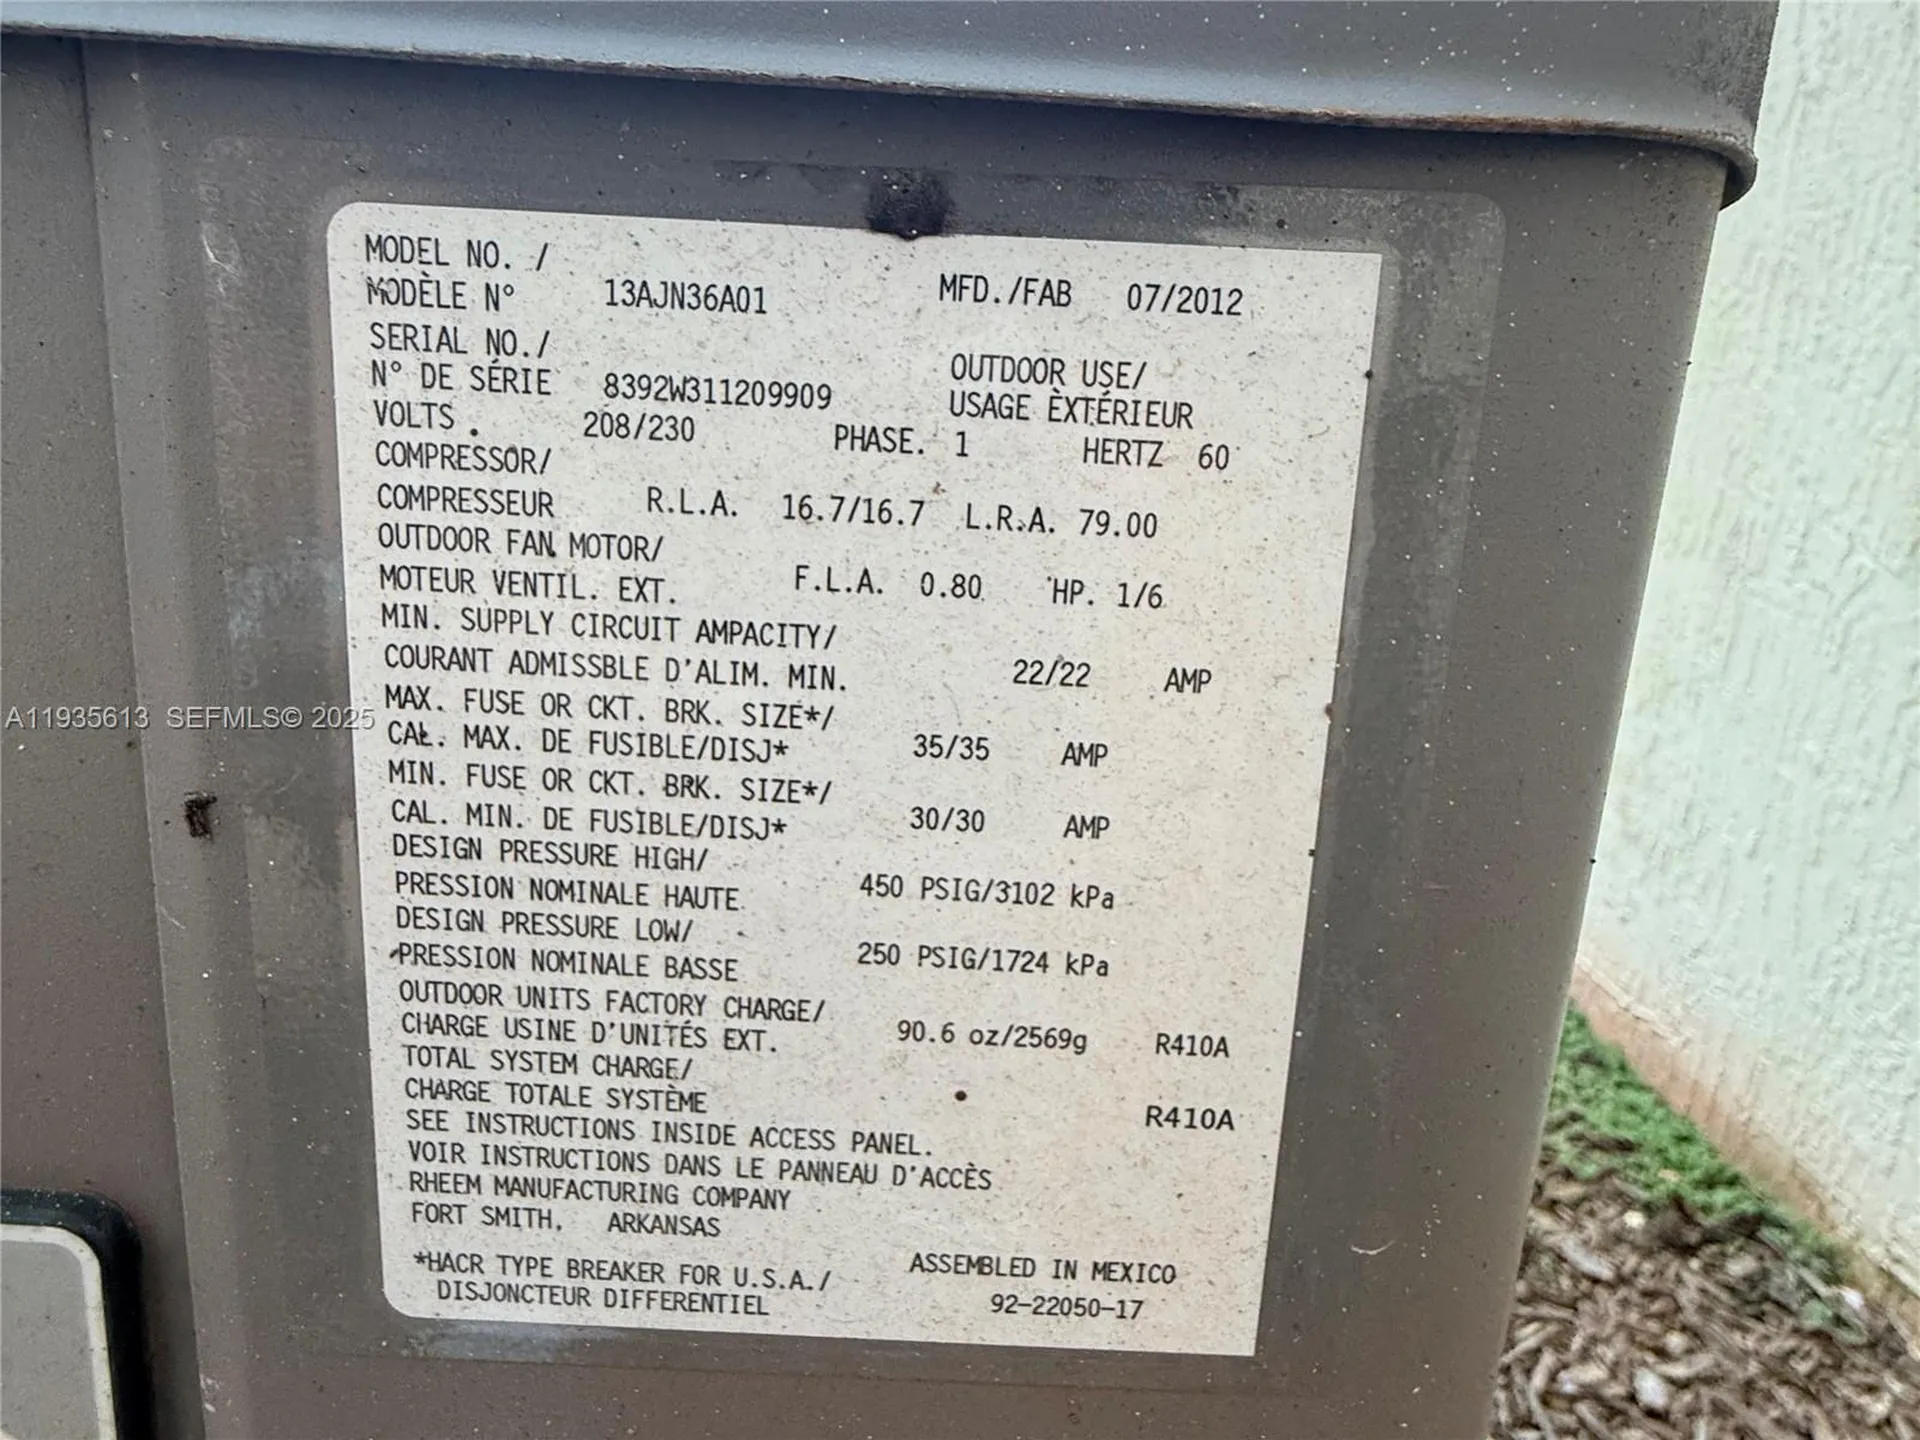 MODEL NO. /
MODÈLE N° 13AJN36A01 MFD./FAB 07/2012
SERIAL NO./
N° DE SÉRIE 8392W311209909 OUTDOOR USE/
USAGE ÈXTÉRIEUR
VOLTS . 208/230 PHASE. 1 HERTZ 60
COMPRESSOR/
COMPRESSEUR R.L.A. 16.7/16.7 L.R.A. 79.00
OUTDOOR FAN MOTOR/
MOTEUR VENTIL. EXT. F.L.A. 0.80 HP. 1/6
MIN. SUPPLY CIRCUIT AMPACITY/
COURANT ADMISSBLE D'ALIM. MIN. 22/22 AMP
MAX. FUSE OR CKT. BRK. SIZE*/
CAL. MAX. DE FUSIBLE/DISJ* 35/35 AMP
MIN. FUSE OR CKT. BRK. SIZE*/
CAL. MIN. DE FUSIBLE/DISJ* 30/30 AMP
DESIGN PRESSURE HIGH/
PRESSION NOMINALE HAUTE 450 PSIG/3102 kPa
DESIGN PRESSURE LOW/
PRESSION NOMINALE BASSE 250 PSIG/1724 kPa
OUTDOOR UNITS FACTORY CHARGE/
CHARGE USINE D'UNITÉS EXT. 90.6 oz/2569g R410A
TOTAL SYSTEM CHARGE/
CHARGE TOTALE SYSTÈME R410A
SEE INSTRUCTIONS INSIDE ACCESS PANEL.
VOIR INSTRUCTIONS DANS LE PANNEAU D'ACCÈS
RHEEM MANUFACTURING COMPANY
FORT SMITH. ARKANSAS
*HACR TYPE BREAKER FOR U.S.A./ ASSEMBLED IN MEXICO
DISJONCTEUR DIFFERENTIEL 92-22050-17
A11935613 SEFMLS© 2025